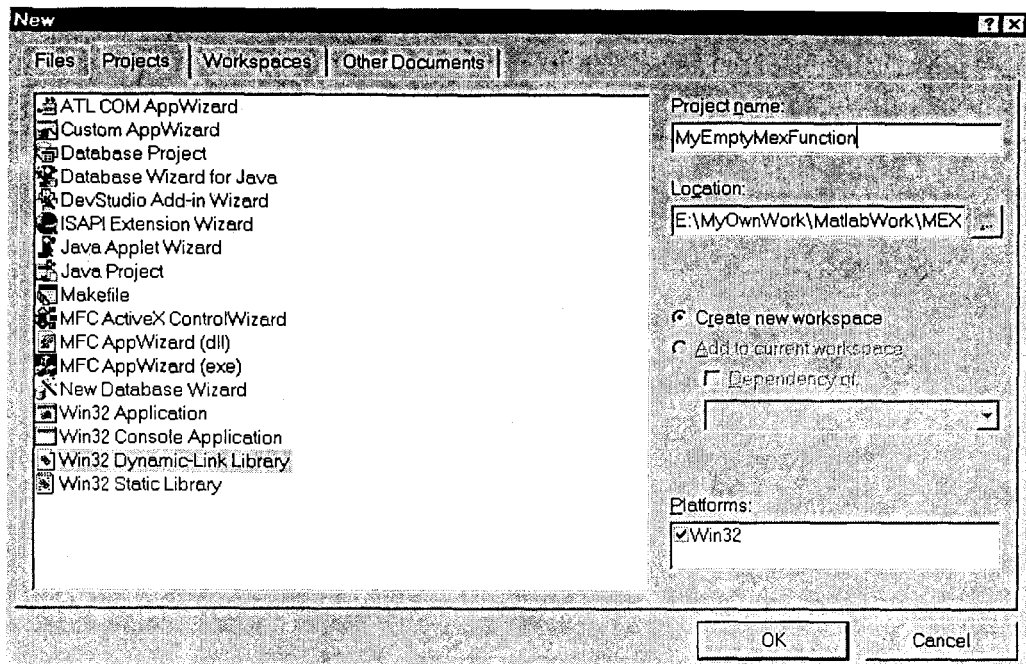 New
Files Projects Workspaces Other Documents
ATL COM AppWizard
Custom AppWizard
Database Project
Database Wizard for Java
DevStudio Add-in Wizard
ISAPI Extension Wizard
Java Applet Wizard
Java Project
Makefile
MFC ActiveX ControlWizard
MFC AppWizard (dll)
MFC AppWizard (exe)
New Database Wizard
Win32 Application
Win32 Console Application
Win32 Dynamic-Link Library
Win32 Static Library
Project name:
MyEmptyMexFunction
Location:
E:\MyOwnWork\MatlabWork\MEX
...
Create new workspace
Add to current workspace
Dependency of:
Platforms:
Win32
OK Cancel